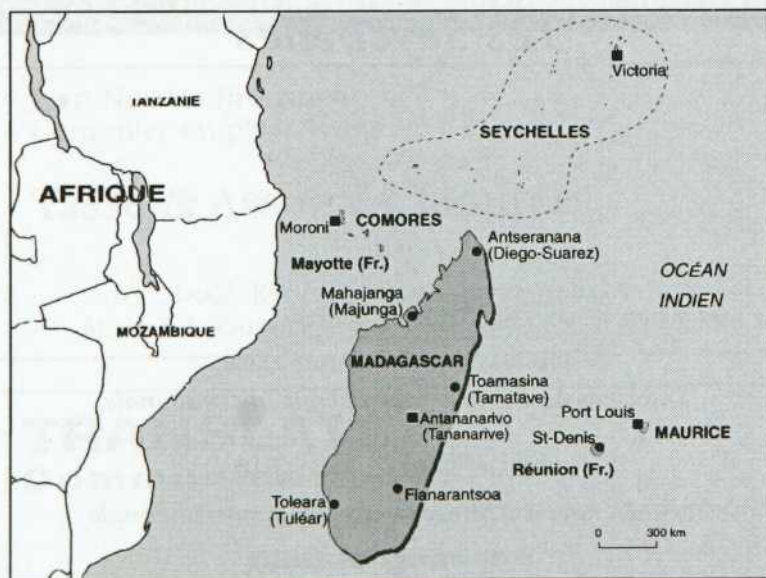 Victoria
TANZANIE
SEYCHELLES
AFRIQUE
Moroni
COMORES
Antseranana
(Diego-Suarez)
Mayotte (Fr.)
OCÉAN
INDIEN
Mahajanga
(Majunga)
MOZAMBIQUE
MADAGASCAR
Toamasina
(Tamatave)
Port Louis
MAURICE
Antananarivo
(Tananarive)
St-Denis
Réunion (Fr.)
Fianarantsoa
Toleara
(Tuléar)
0 300 km